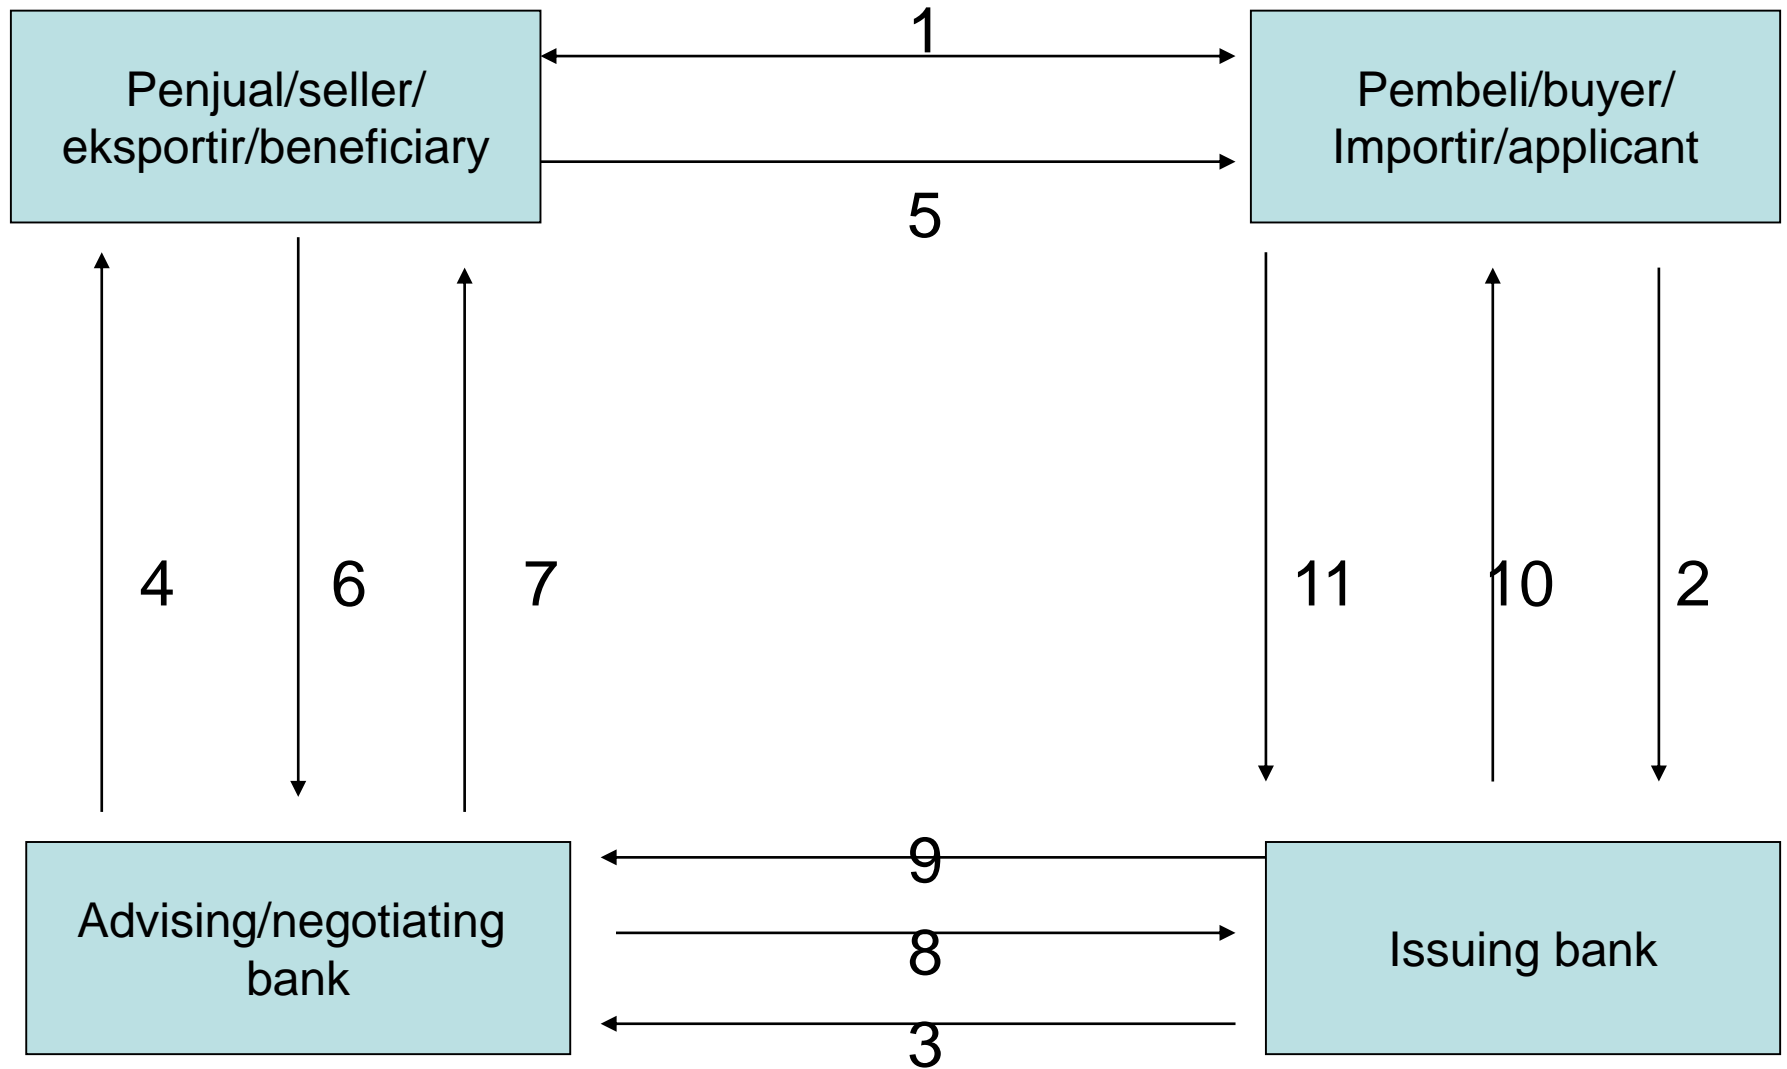 1
Penjual/seller/
eksportir/beneficiary
Pembeli/buyer/
Importir/applicant
5
4
6
7
11
10
2
9
Advising/negotiating
bank
8
Issuing bank
3